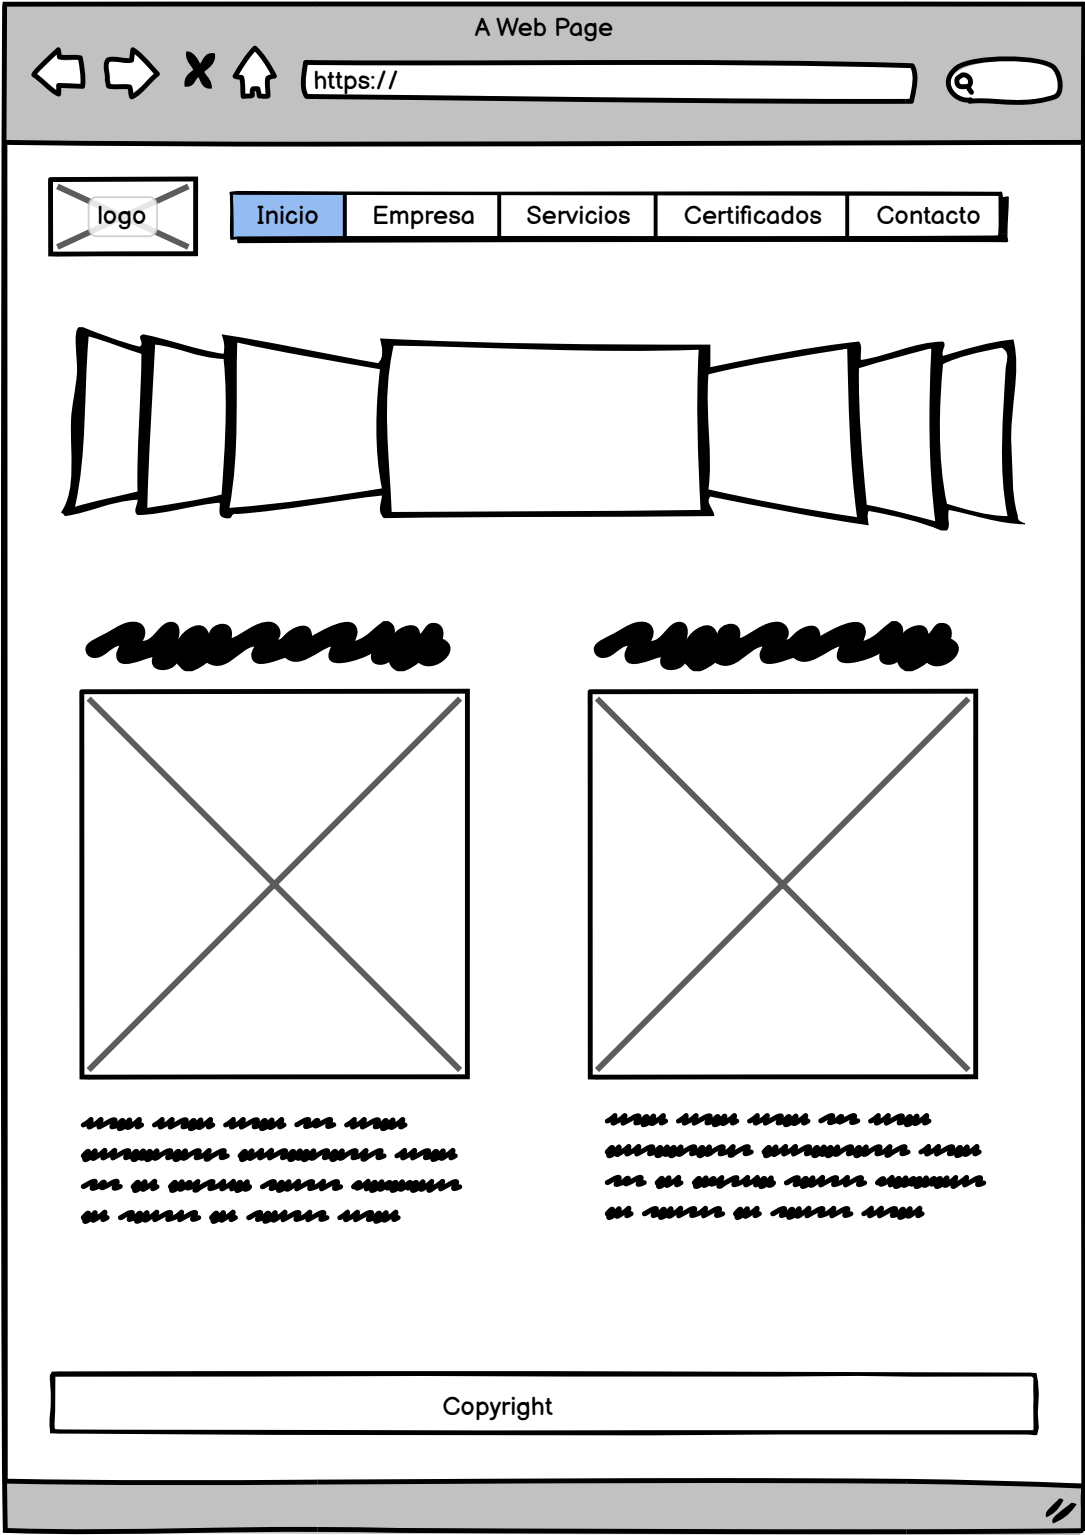 A Web Page
https://
logo
Inicio Empresa Servicios Certificados Contacto
Copyright